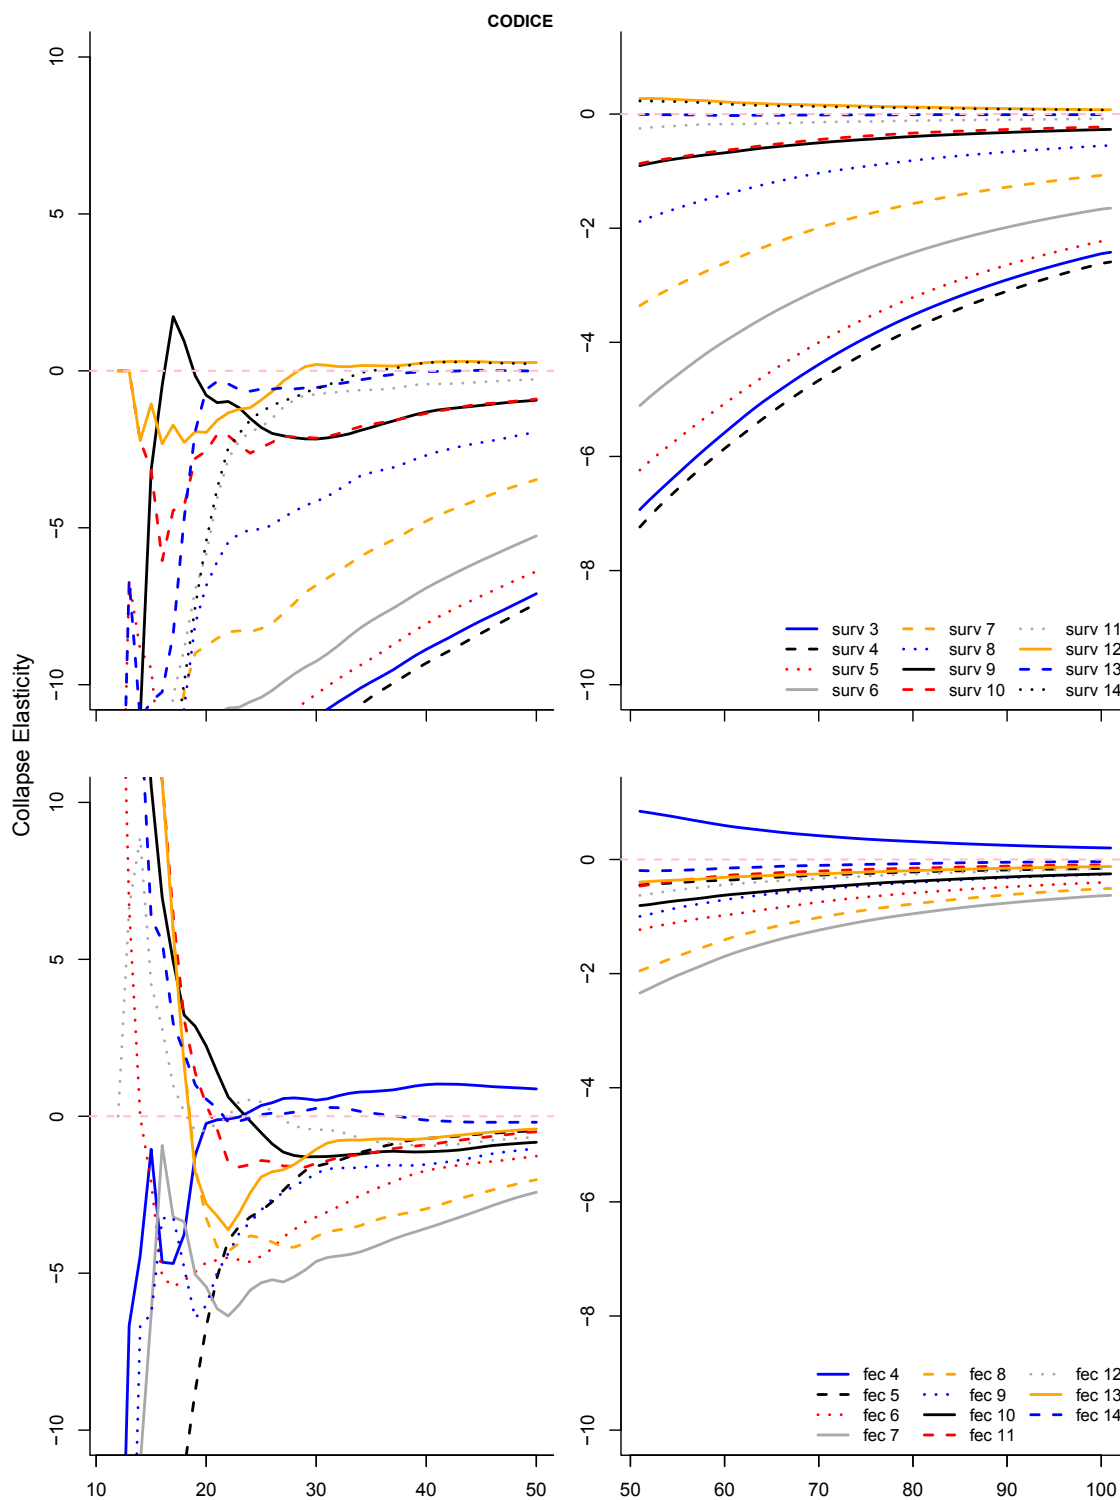 CODICE
Collapse Elasticity
10
5
0
−5
−10
10 20 30 40 50
0
−2
−4
−6
−8
−10
surv 3 surv 7 surv 11
surv 4 surv 8 surv 12
surv 5 surv 9 surv 13
surv 6 surv 10 surv 14
50 60 70 80 90 100
10
5
0
−5
−10
0
−2
−4
−6
−8
−10
fec 4 fec 8 fec 12
fec 5 fec 9 fec 13
fec 6 fec 10 fec 14
fec 7 fec 11